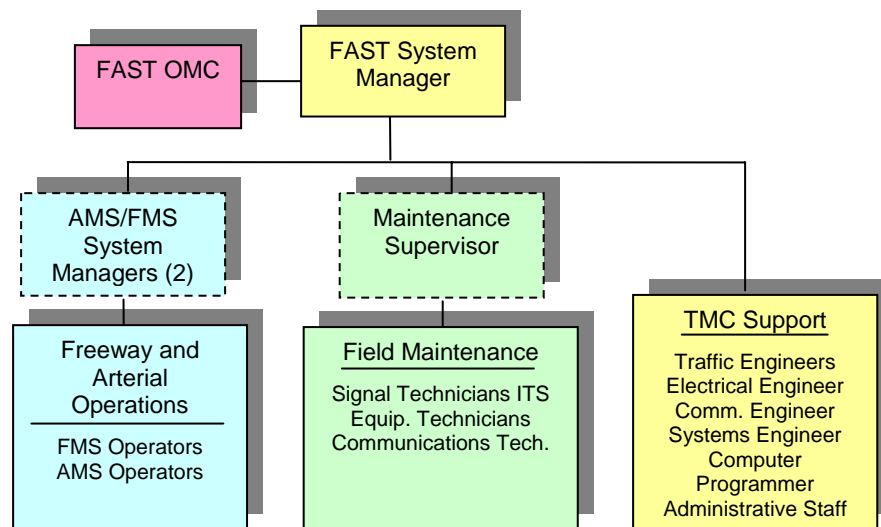 FAST OMC
FAST System
Manager
AMS/FMS
System
Managers (2)
Maintenance
Supervisor
Freeway and
Arterial
Operations
FMS Operators
AMS Operators
Field Maintenance
Signal Technicians ITS
Equip. Technicians
Communications Tech.
TMC Support
Traffic Engineers
Electrical Engineer
Comm. Engineer
Systems Engineer
Computer
Programmer
Administrative Staff